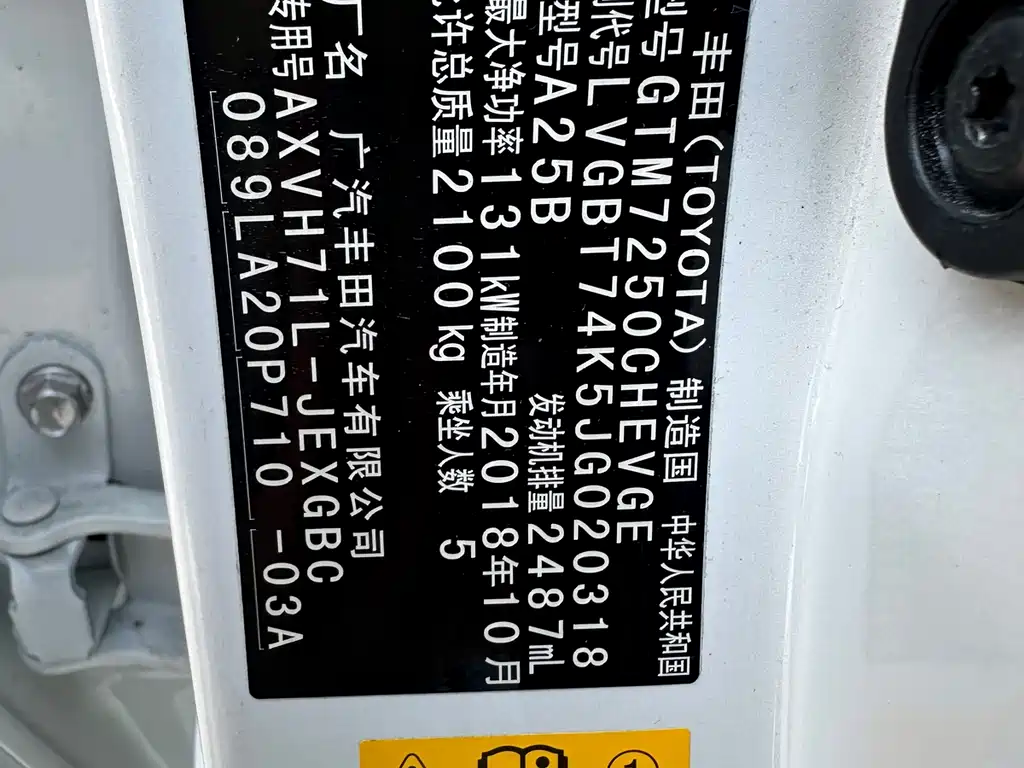 丰田(TOYOTA) 制造国 中华人民共和国
型号GTM7250CHEVGE
代号LVGBT74K5JG020318
型号A25B 发动机排量2487mL
最大净功率131kW制造年月2018年10月
许总质量2100kg 乘坐人数 5
厂名 广汽丰田汽车有限公司
专用号AXVH71L-JEXGBC
089LA20P710-03A
1